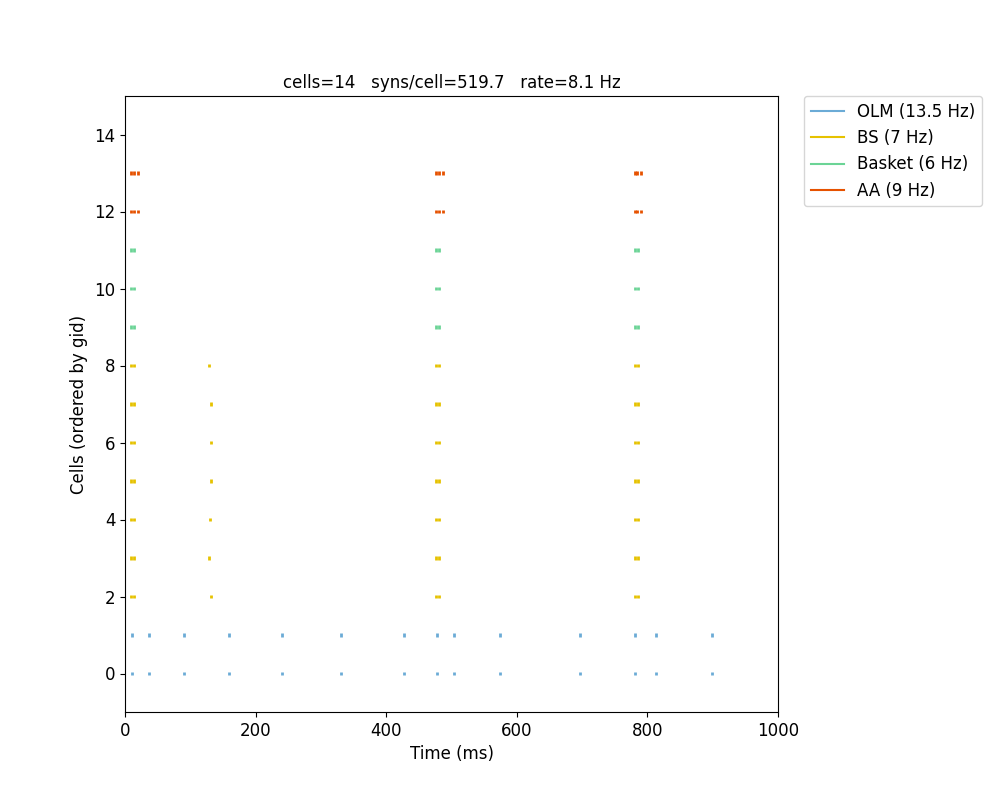 cells=14   syns/cell=519.7   rate=8.1 Hz
OLM (13.5 Hz)
BS (7 Hz)
Basket (6 Hz)
AA (9 Hz)
Cells (ordered by gid)
14
12
10
8
6
4
2
0
0 200 400 600 800 1000
Time (ms)